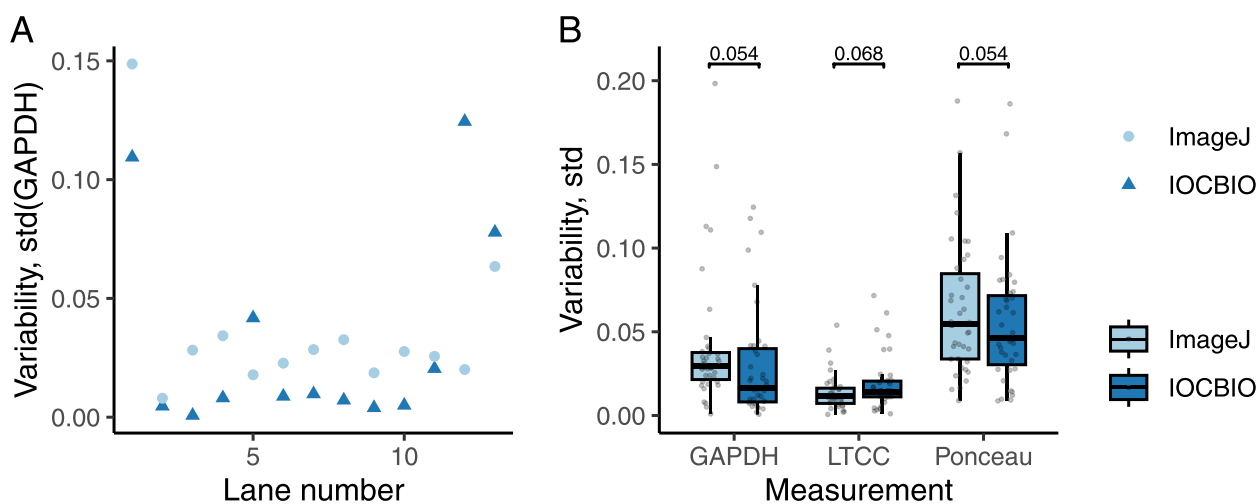 A
Variability, std(GAPDH)
0.15
0.10
0.05
0.00
5
10
Lane number
B
Variability, std
0.20
0.15
0.10
0.05
0.00
0.054
0.068
0.054
GAPDH
LTCC
Ponceau
Measurement
ImageJ
IOCBIO
ImageJ
IOCBIO